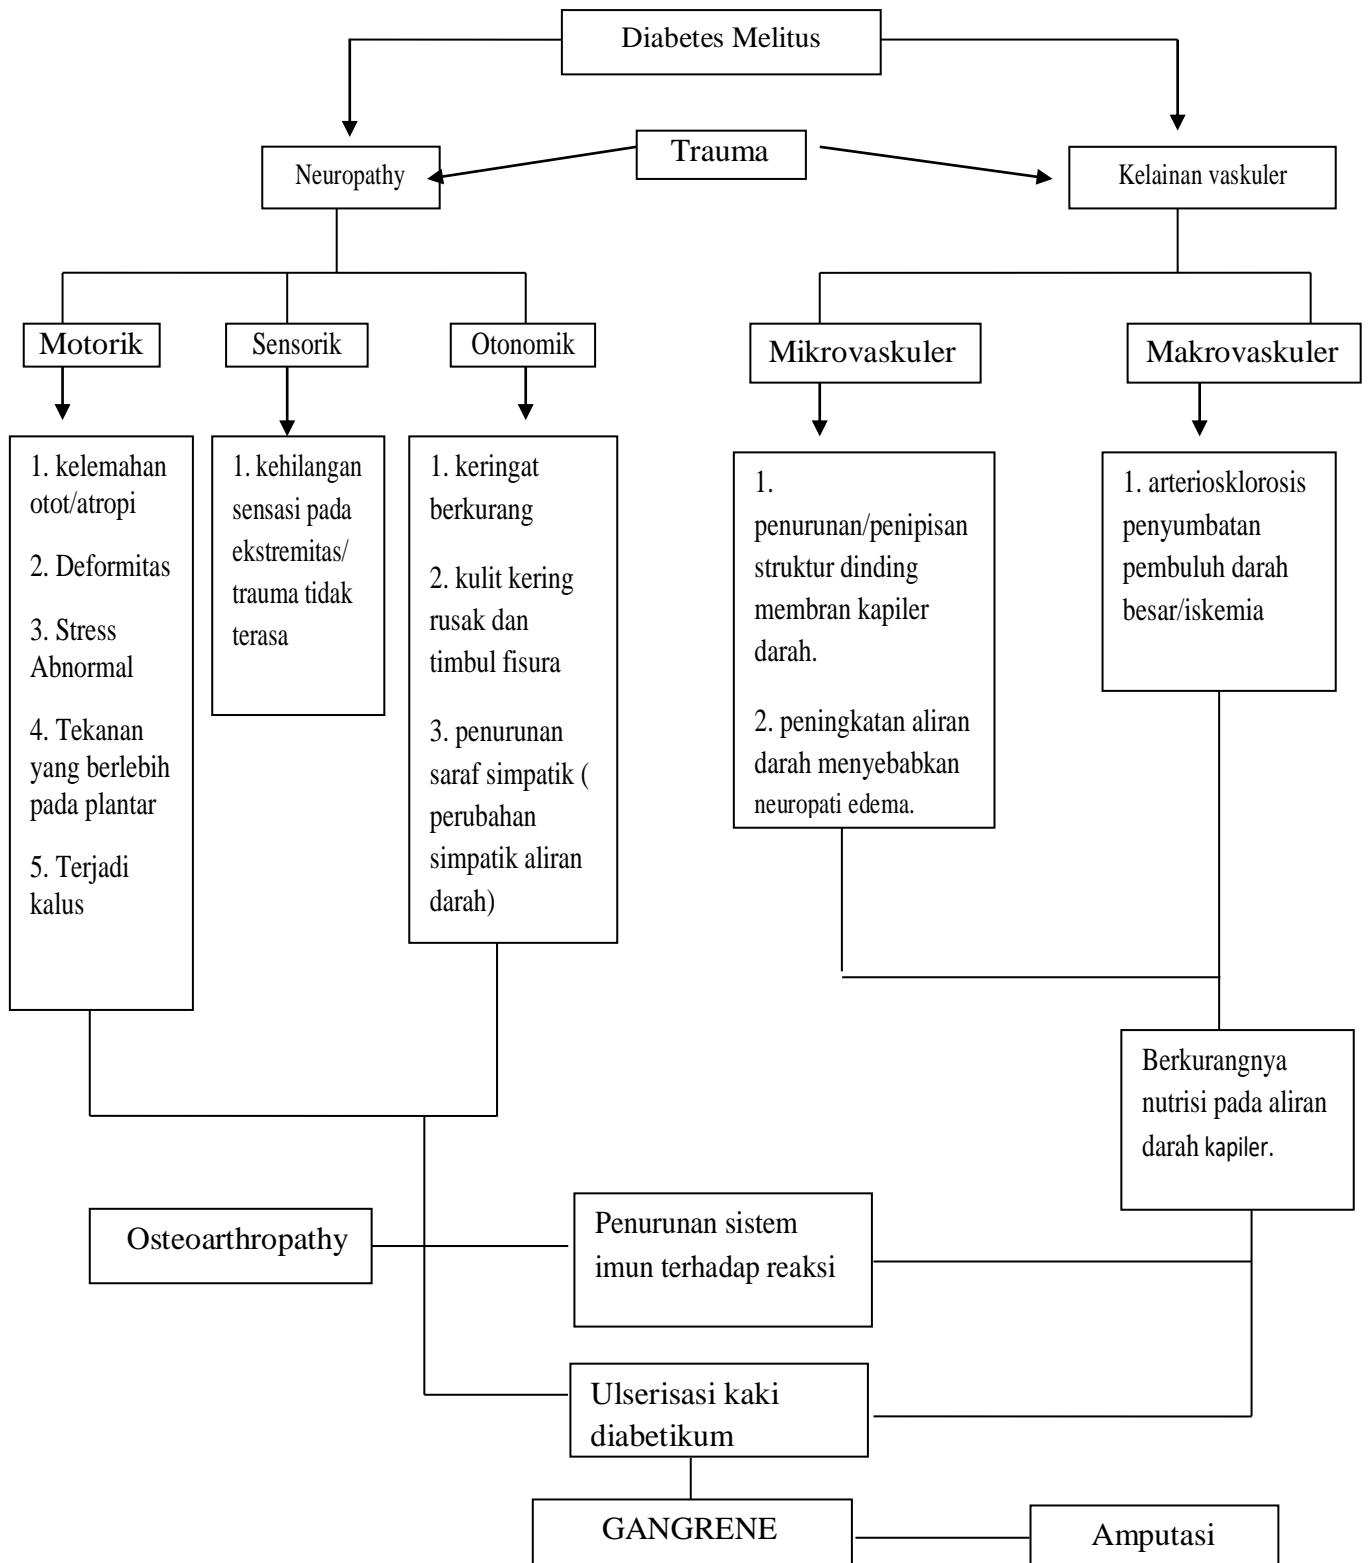 Diabetes Melitus
Trauma
Neuropathy
Kelainan vaskuler
Motorik
Sensorik
Otonomik
Mikrovaskuler
Makrovaskuler
1. kelemahan
otot/atropi
2. Deformitas
3. Stress
Abnormal
4. Tekanan
yang berlebih
pada plantar
5. Terjadi
kalus
1. kehilangan
sensasi pada
ekstremitas/
trauma tidak
terasa
1. keringat
berkurang
2. kulit kering
rusak dan
timbul fisura
3. penurunan
saraf simpatik (
perubahan
simpatik aliran
darah)
1.
penurunan/penipisan
struktur dinding
membran kapiler
darah.
2. peningkatan aliran
darah menyebabkan
neuropati edema.
1. arteriosklorosis
penyumbatan
pembuluh darah
besar/iskemia
Berkurangnya
nutrisi pada aliran
darah kapiler.
Osteoarthropathy
Penurunan sistem
imun terhadap reaksi
Ulserisasi kaki
diabetikum
GANGRENE
Amputasi